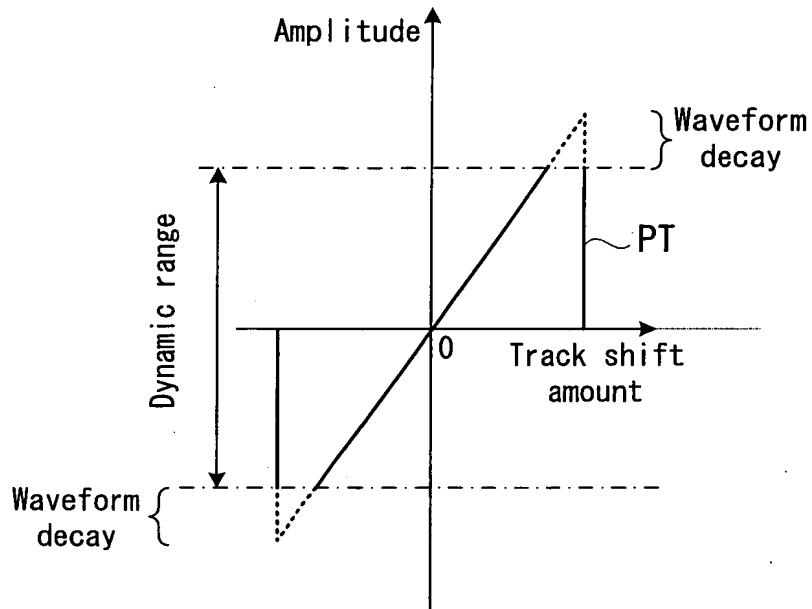 Amplitude
Waveform
decay
Dynamic range
PT
0
Track shift
amount
Waveform
decay